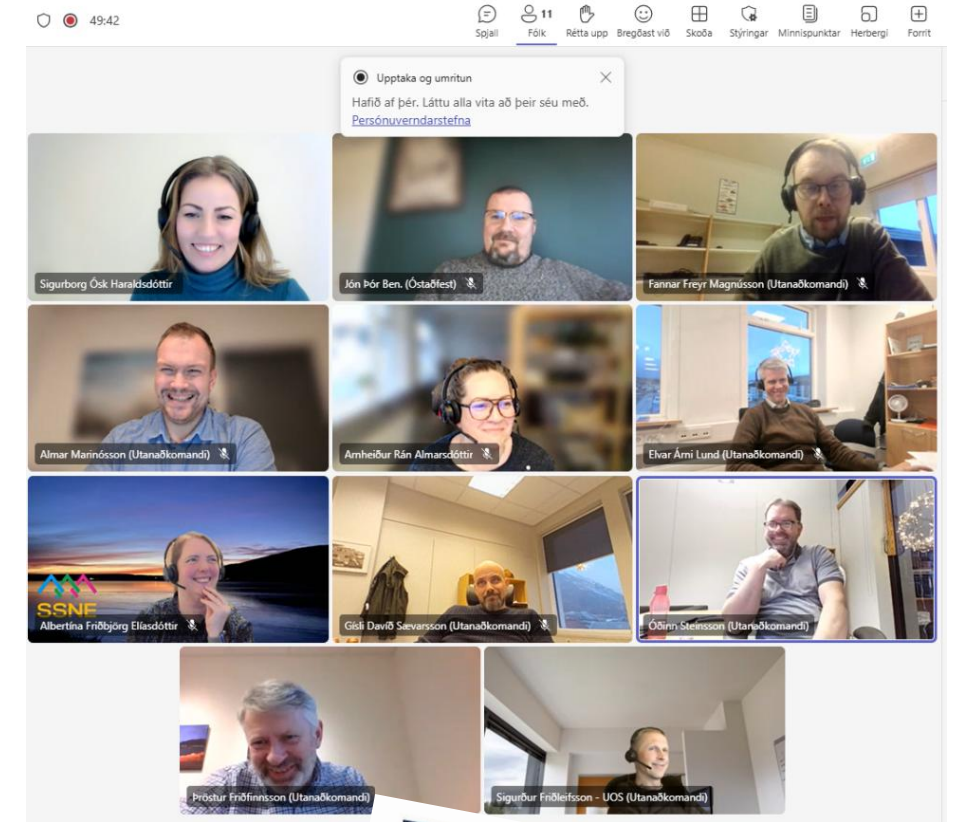 49:42
11
Spjall
Fólk
Rétta upp
Bregðast við
Skoða
Stýringar
Minnispunktar
Herbergi
Forrit
Upptaka og umritun
Hafið af þér. Láttu alla vita að þeir séu með.
Persónuverndarstefna
Sigurborg Ósk Haraldsdóttir
Jón Þór Ben. (Óstaðfest)
Fannar Freyr Magnússon (Utanaðkomandi)
Almar Marinósson (Utanaðkomandi)
Arnheiður Rán Almarsdóttir
Elvar Árni Lund (Utanaðkomandi)
SSNE
Albertína Friðbjörg Elíasdóttir
Gísli Davíð Sævarsson (Utanaðkomandi)
Óðinn Steinsson (Utanaðkomandi)
Þröstur Friðfinnsson (Utanaðkomandi)
Sigurður Friðleifsson - UOS (Utanaðkomandi)